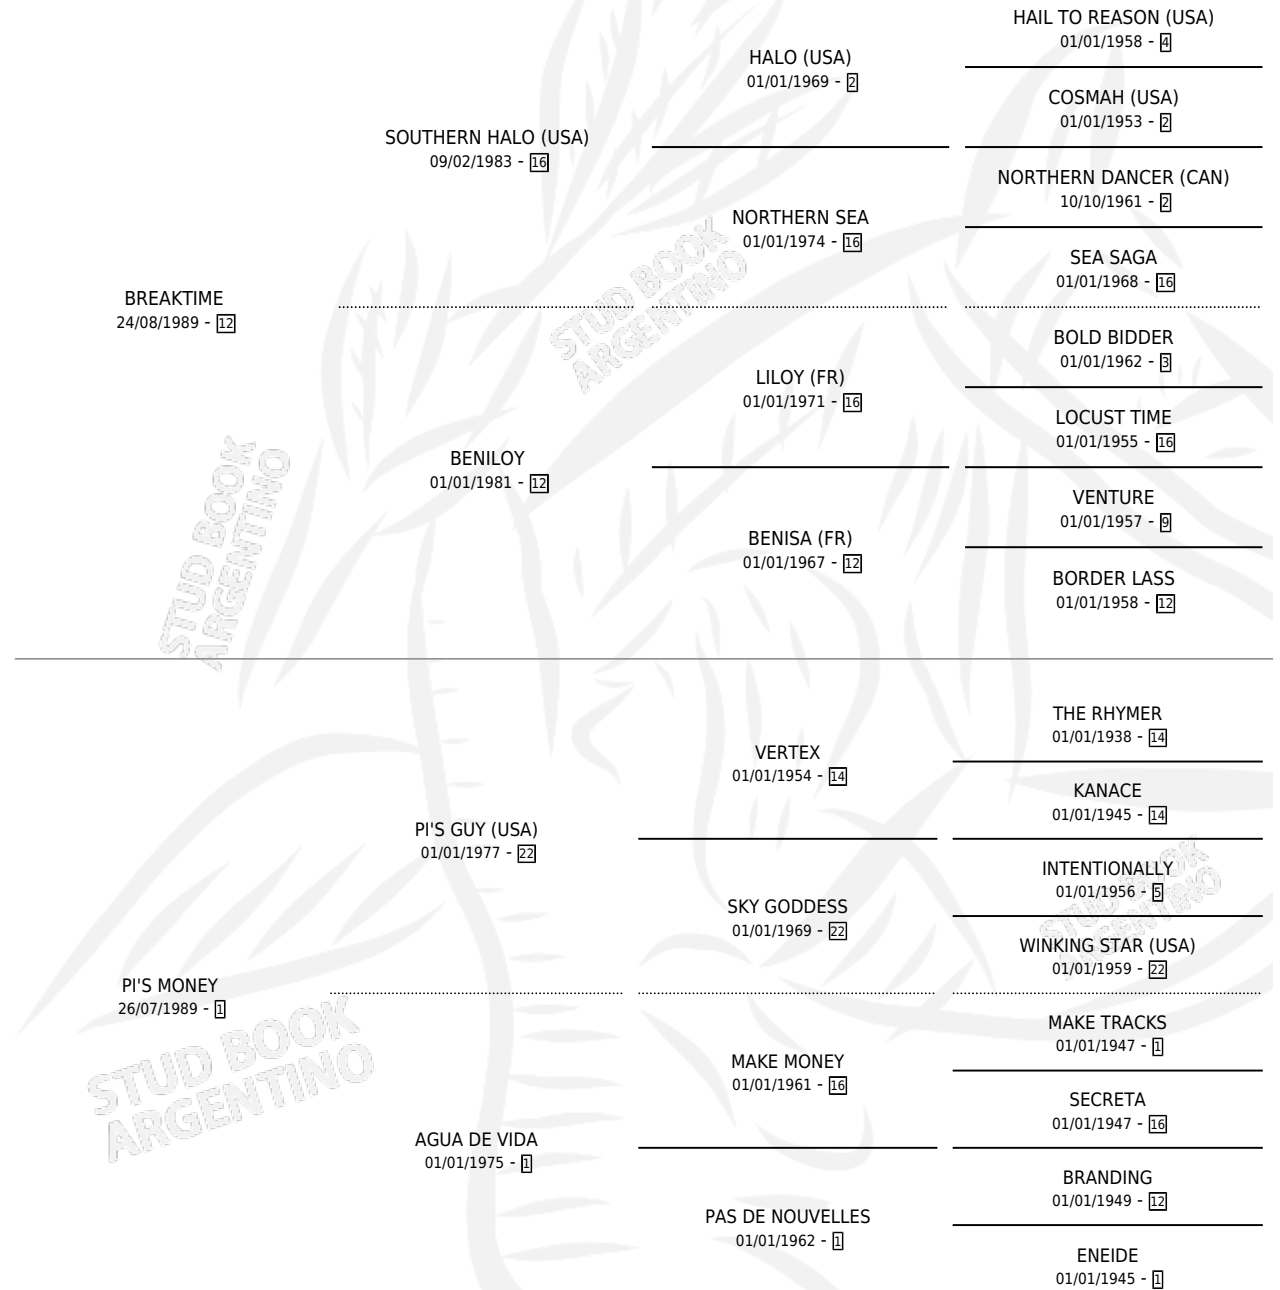 HAIL TO REASON (USA)
01/01/1958 - 4
HALO (USA)
01/01/1969 - 2
COSMAH (USA)
01/01/1953 - 2
SOUTHERN HALO (USA)
09/02/1983 - 16
NORTHERN DANCER (CAN)
10/10/1961 - 2
NORTHERN SEA
01/01/1974 - 16
SEA SAGA
01/01/1968 - 16
BREAKTIME
24/08/1989 - 12
BOLD BIDDER
01/01/1962 - 3
LILOY (FR)
01/01/1971 - 16
LOCUST TIME
01/01/1955 - 16
BENILOY
01/01/1981 - 12
VENTURE
01/01/1957 - 9
BENISA (FR)
01/01/1967 - 12
BORDER LASS
01/01/1958 - 12
STUD BOOK
ARGENTINO
STUD BOOK
ARGENTINO
THE RHYMER
01/01/1938 - 14
VERTEX
01/01/1954 - 14
KANACE
01/01/1945 - 14
PI'S GUY (USA)
01/01/1977 - 22
INTENTIONALLY
01/01/1956 - 5
SKY GODDESS
01/01/1969 - 22
WINKING STAR (USA)
01/01/1959 - 22
PI'S MONEY
26/07/1989 - 1
MAKE TRACKS
01/01/1947 - 1
MAKE MONEY
01/01/1961 - 16
SECRETA
01/01/1947 - 16
AGUA DE VIDA
01/01/1975 - 1
BRANDING
01/01/1949 - 12
PAS DE NOUVELLES
01/01/1962 - 1
ENEIDE
01/01/1945 - 1
STUD BOOK
ARGENTINO
STUD BOOK
ARGENTINO